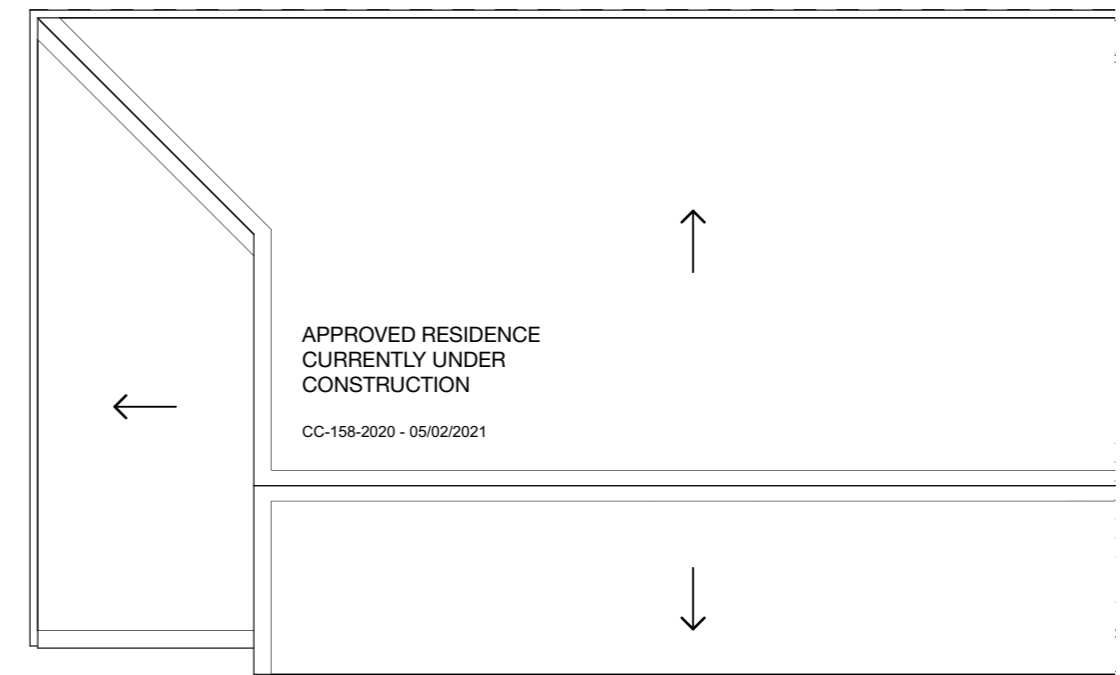 APPROVED RESIDENCE
CURRENTLY UNDER
CONSTRUCTION
CC-158-2020 - 05/02/2021